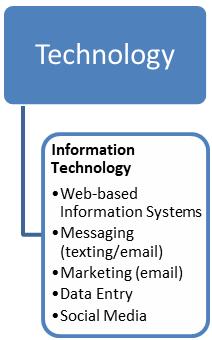 Technology
Information
Technology
•Web-based
Information Systems
•Messaging
(texting/email)
•Marketing (email)
•Data Entry
•Social Media